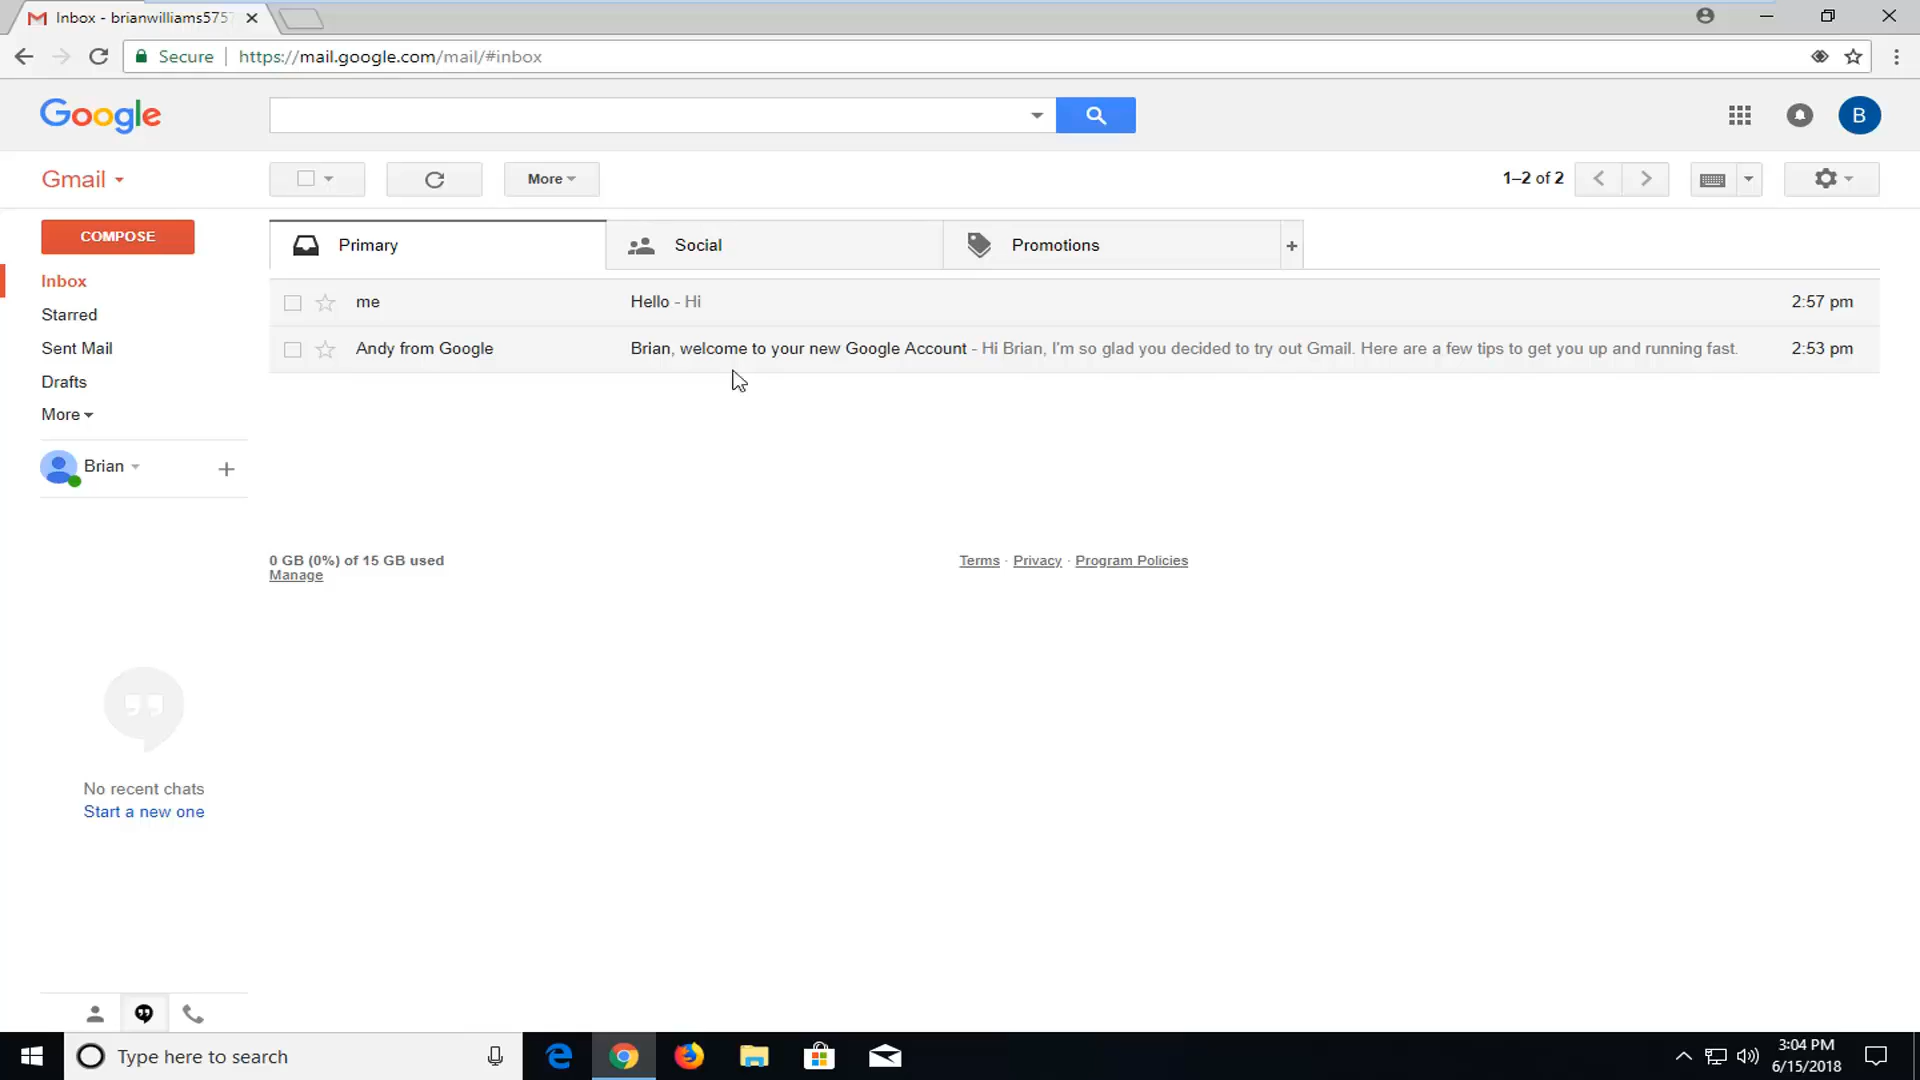 Inbox - brianwilliams575
Secure https://mail.google.com/mail/#inbox
Google
B
Gmail
More
1–2 of 2
COMPOSE
Primary
Social
Promotions
+
Inbox
Starred
Sent Mail
Drafts
More
me Hello - Hi 2:57 pm
Andy from Google Brian, welcome to your new Google Account - Hi Brian, I'm so glad you decided to try out Gmail. Here are a few tips to get you up and running fast. 2:53 pm
Brian
0 GB (0%) of 15 GB used
Manage
Terms · Privacy · Program Policies
No recent chats
Start a new one
Type here to search
3:04 PM
6/15/2018